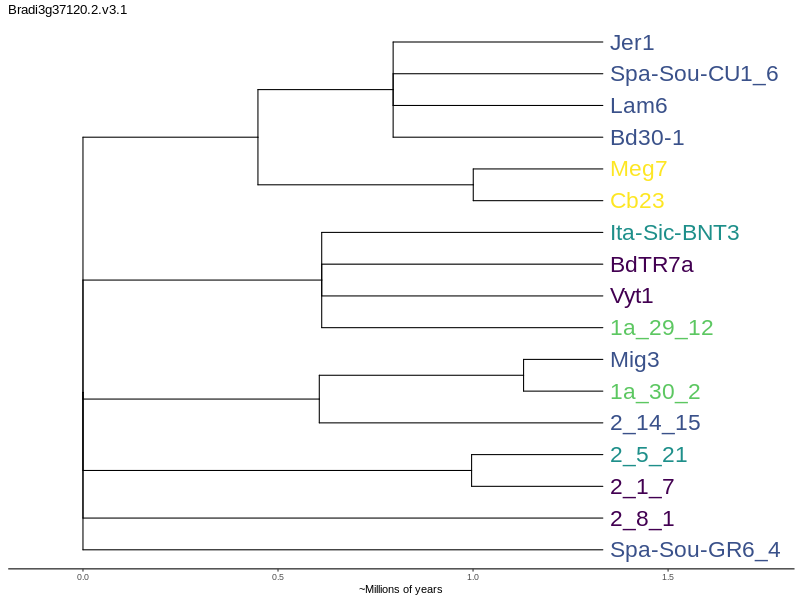 Bradi3g37120.2.v3.1
Jer1
Spa-Sou-CU1_6
Lam6
Bd30-1
Meg7
Cb23
Ita-Sic-BNT3
BdTR7a
Vyt1
1a_29_12
Mig3
1a_30_2
2_14_15
2_5_21
2_1_7
2_8_1
Spa-Sou-GR6_4
0.0 0.5 1.0 1.5
~Millions of years